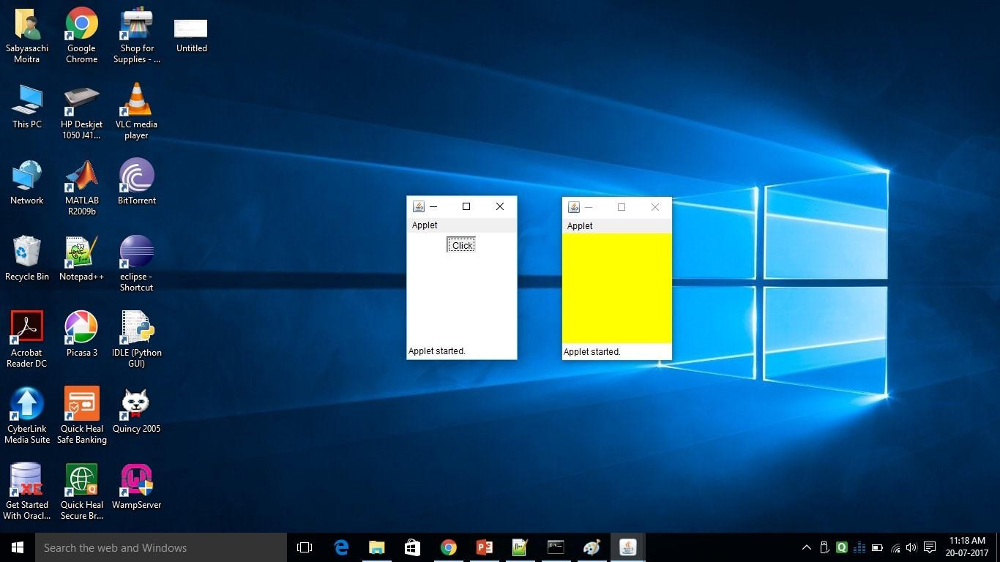 Sabyasachi
Moitra
Google
Chrome
Shop for
Supplies - ...
Untitled
This PC
HP Deskjet
1050 J41...
VLC media
player
Network
MATLAB
R2009b
BitTorrent
Recycle Bin
Notepad++
eclipse -
Shortcut
Acrobat
Reader DC
Picasa 3
IDLE (Python
GUI)
CyberLink
Media Suite
Quick Heal
Safe Banking
Quincy 2005
XE
Get Started
With Oracl...
Quick Heal
Secure Br...
WampServer
Applet
Click
Applet started.
Applet
Applet started.
Search the web and Windows
11:18 AM
20-07-2017